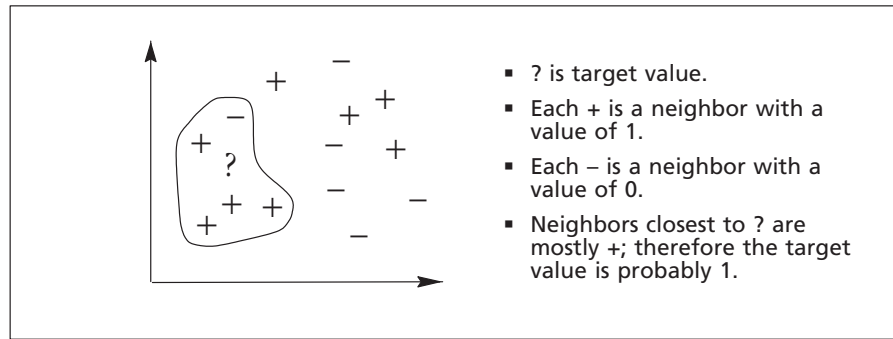 ? is target value.
Each + is a neighbor with a
value of 1.
Each – is a neighbor with a
value of 0.
Neighbors closest to ? are
mostly +; therefore the target
value is probably 1.
?